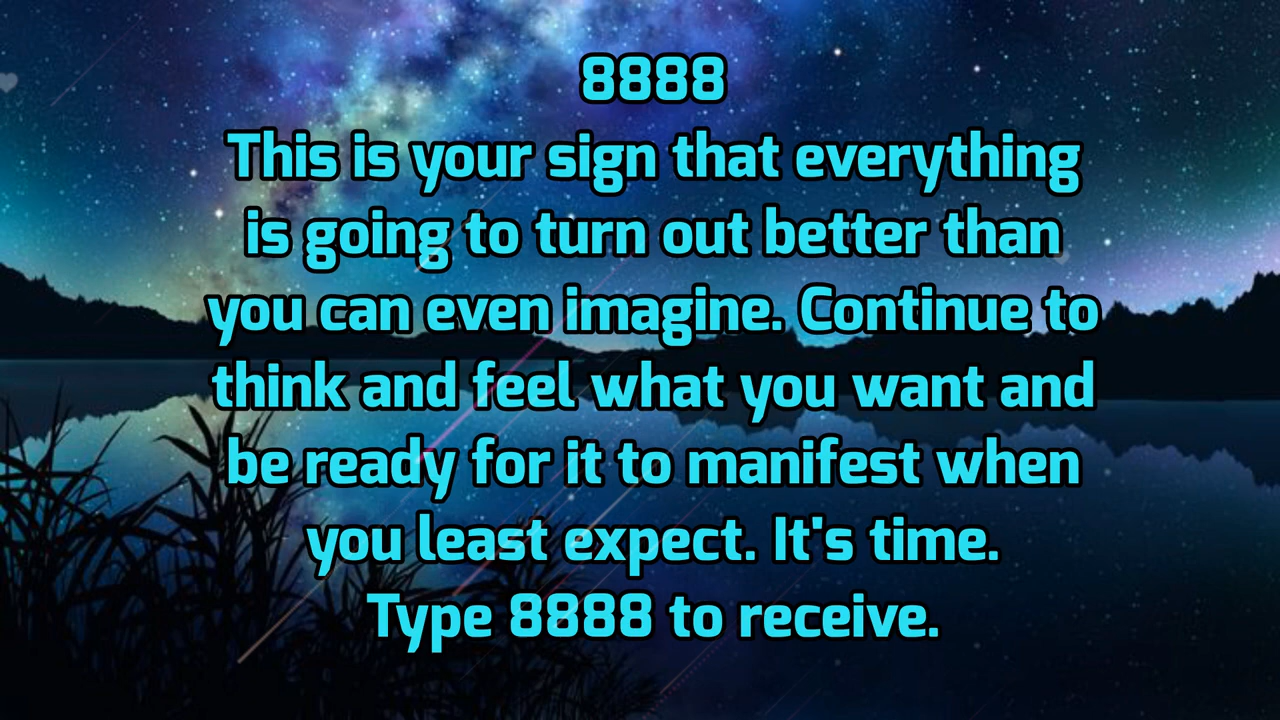 8888
This is your sign that everything
is going to turn out better than
you can even imagine. Continue to
think and feel what you want and
be ready for it to manifest when
you least expect. It's time.
Type 8888 to receive.